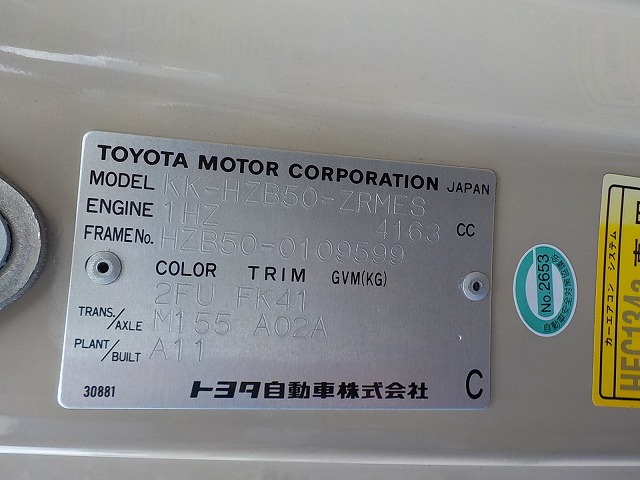 TOYOTA MOTOR CORPORATION JAPAN
MODEL KK-HZB50-ZRMES
ENGINE 1HZ 4163 CC
FRAME No. HZB50-0109599
COLOR TRIM GVM(KG)
2FU FK41
TRANS./AXLE M155 A02A
PLANT/BUILT A11
30881 トヨタ自動車株式会社 C
No.2653
カーエアコン システム
HFC134a